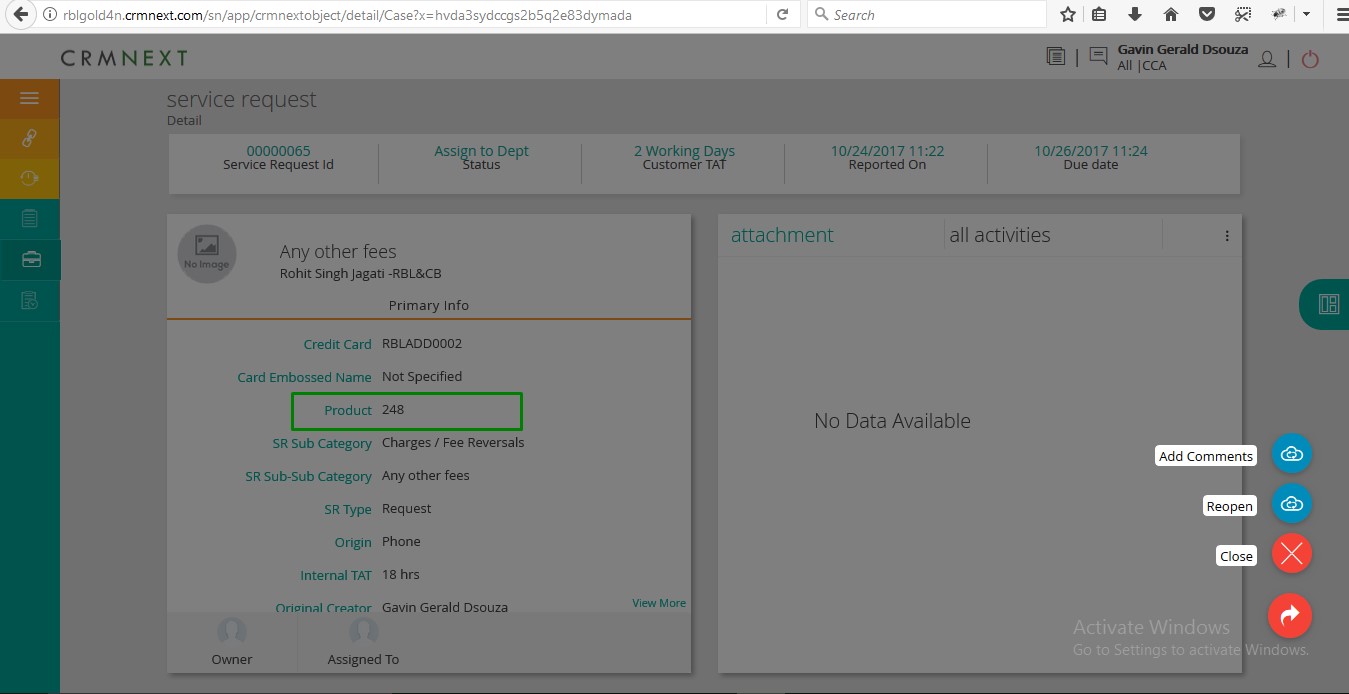 rblgold4n.crmnext.com/sn/app/crmnextobject/detail/Case?x=hvda3sydccgs2b5q2e83dymada
Search
CRMNEXT
Gavin Gerald Dsouza
All |CCA
service request
Detail
00000065
Service Request Id
Assign to Dept
Status
2 Working Days
Customer TAT
10/24/2017 11:22
Reported On
10/26/2017 11:24
Due date
No Image
Any other fees
Rohit Singh Jagati -RBL&CB
Primary Info
Credit Card RBLADD0002
Card Embossed Name Not Specified
Product 248
SR Sub Category Charges / Fee Reversals
SR Sub-Sub Category Any other fees
SR Type Request
Origin Phone
Internal TAT 18 hrs
Original Creator Gavin Gerald Dsouza
View More
Owner
Assigned To
attachment
all activities
No Data Available
Add Comments
Reopen
Close
Activate Windows
Go to Settings to activate Windows.